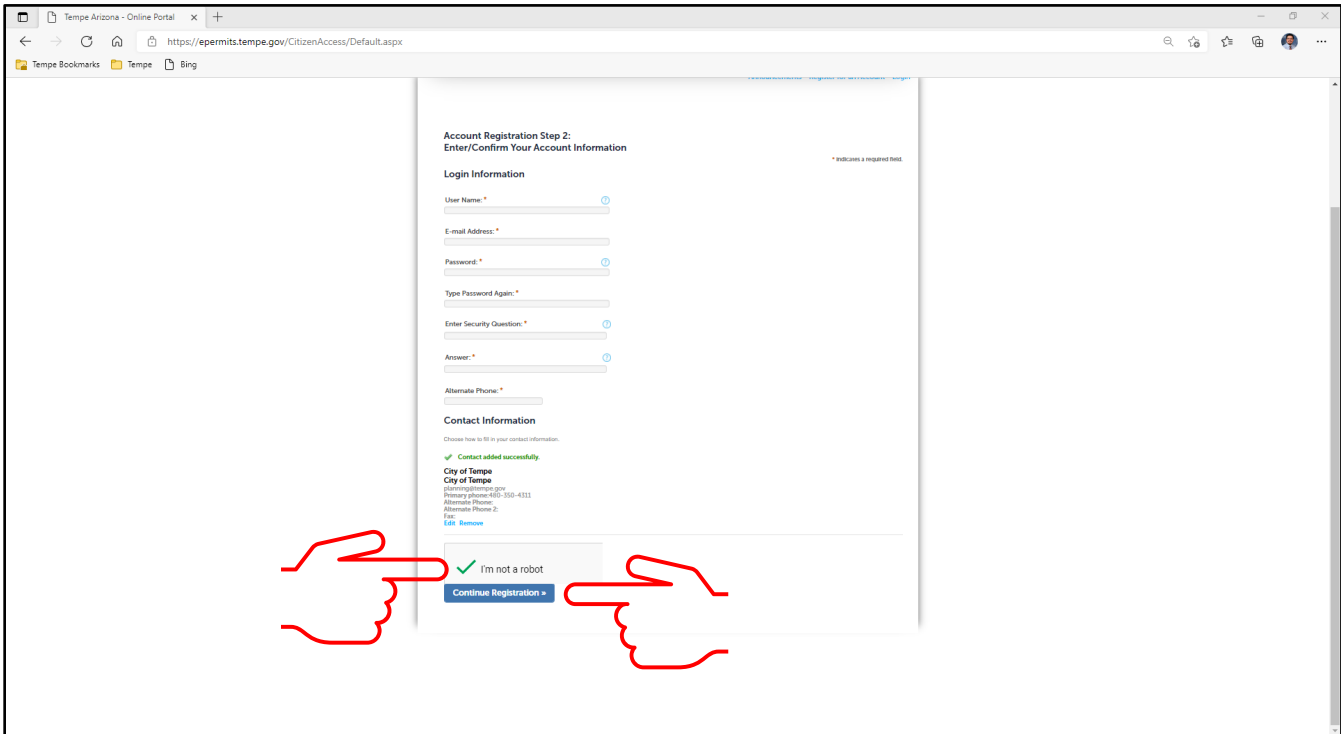 Tempe Arizona - Online Portal
https://epermits.tempe.gov/CitizenAccess/Default.aspx
Tempe Bookmarks Tempe Bing
Account Registration Step 2:
Enter/Confirm Your Account Information
* indicates a required field.
Login Information
User Name: *
E-mail Address: *
Password: *
Type Password Again: *
Enter Security Question: *
Answer: *
Alternate Phone: *
Contact Information
Choose how to fill in your contact information.
Contact added successfully.
City of Tempe
City of Tempe
planning@tempe.gov
Primary phone:480-350-4311
Alternate Phone:
Alternate Phone 2:
Fax:
Edit Remove
I'm not a robot
Continue Registration »